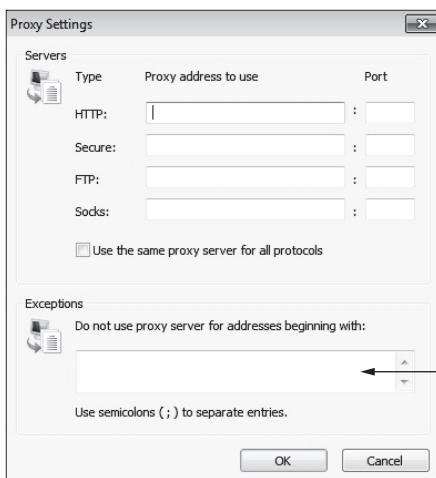 Proxy Settings
Servers
Type Proxy address to use Port
HTTP: :
Secure: :
FTP: :
Socks: :
Use the same proxy server for all protocols
Exceptions
Do not use proxy server for addresses beginning with:
Use semicolons ( ; ) to separate entries.
OK Cancel